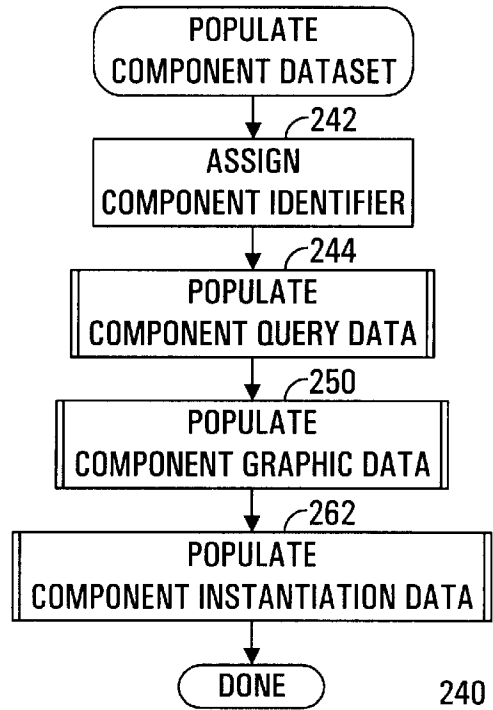 POPULATE
COMPONENT DATASET
242
ASSIGN
COMPONENT IDENTIFIER
244
POPULATE
COMPONENT QUERY DATA
250
POPULATE
COMPONENT GRAPHIC DATA
262
POPULATE
COMPONENT INSTANTIATION DATA
DONE
240